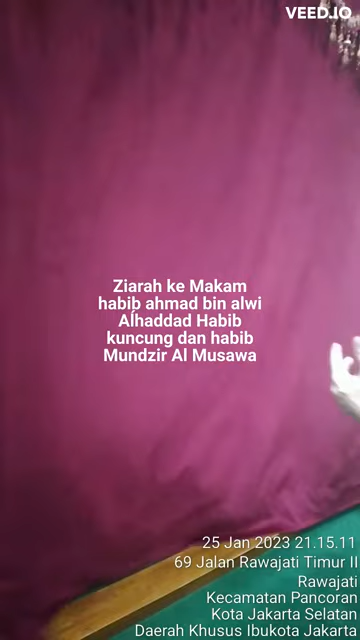 VEED.IO
Ziarah ke Makam
habib ahmad bin alwi
Alhaddad Habib
kuncung dan habib
Mundzir Al Musawa
25 Jan 2023 21.15.11
69 Jalan Rawajati Timur II
Rawajati
Kecamatan Pancoran
Kota Jakarta Selatan
Daerah Khusus Ibukota Jakarta